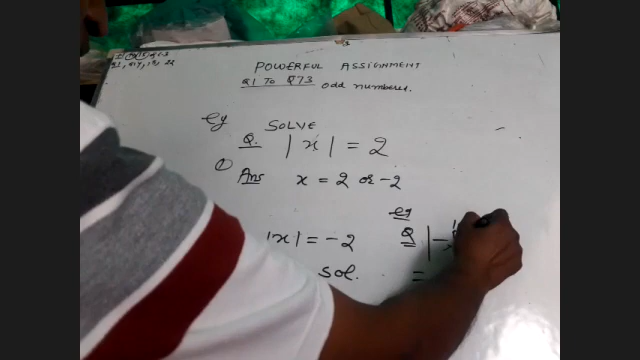 POWERFUL ASSIGNMENT
Q1 TO Q73 odd numbers.
eg SOLVE
Q. |x| = 2
① Ans x = 2 or -2
|x| = -2
sol.
eg
Q |-
=